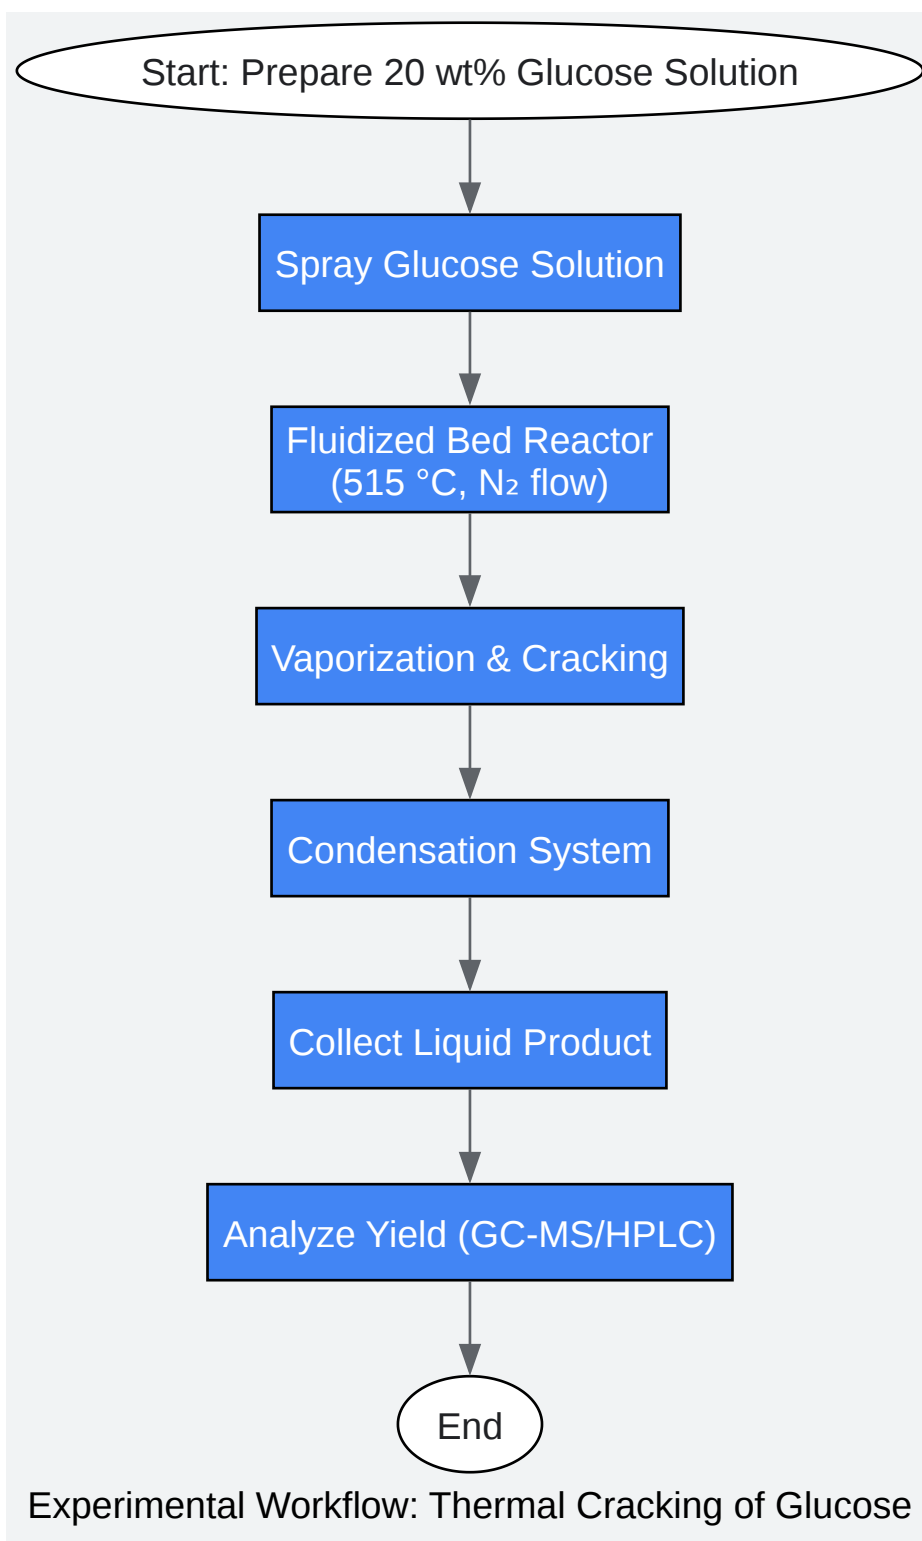 Start: Prepare 20 wt% Glucose Solution
Spray Glucose Solution
Fluidized Bed Reactor
(515 °C, N₂ flow)
Vaporization & Cracking
Condensation System
Collect Liquid Product
Analyze Yield (GC-MS/HPLC)
End
Experimental Workflow: Thermal Cracking of Glucose